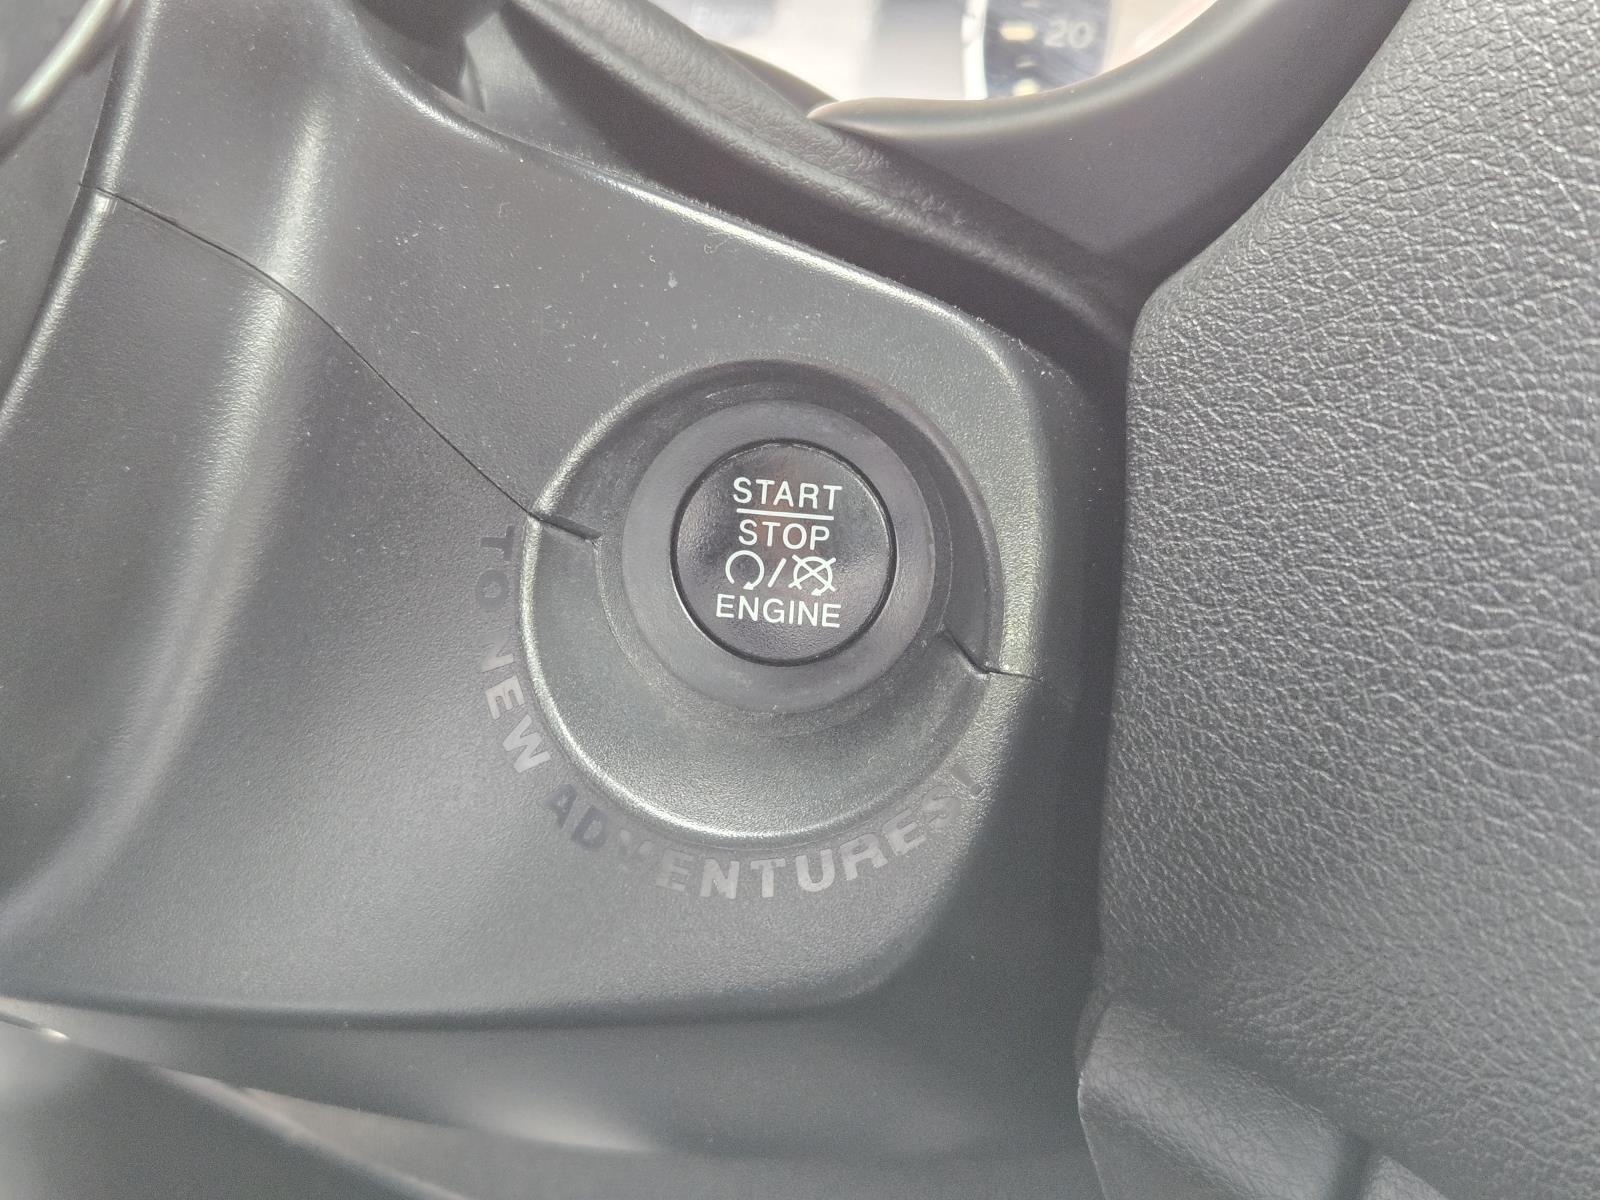 20
START
STOP
/
ENGINE
TO NEW ADVENTURES!